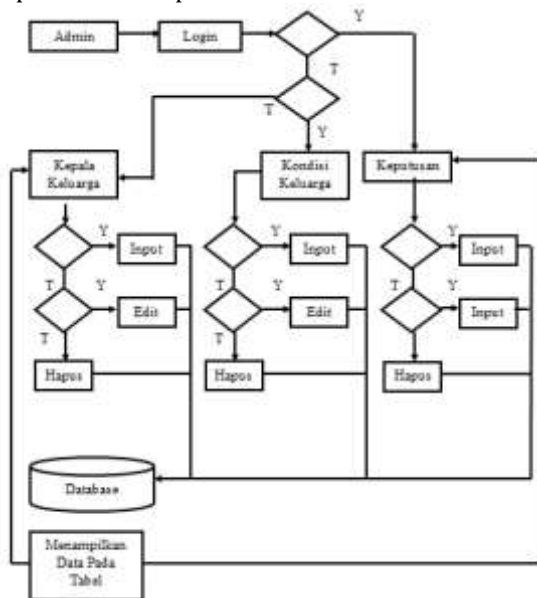 Y
Admin
Login
T
T
Y
Kepala
Keluarga
Kondisi
Keluarga
Keputusan
Y
Input
Y
Input
Y
Input
T
Y
Edit
T
Y
Edit
T
Y
Input
T
Hapus
T
Hapus
T
Hapus
Database
Menampilkan
Data Pada
Tabel